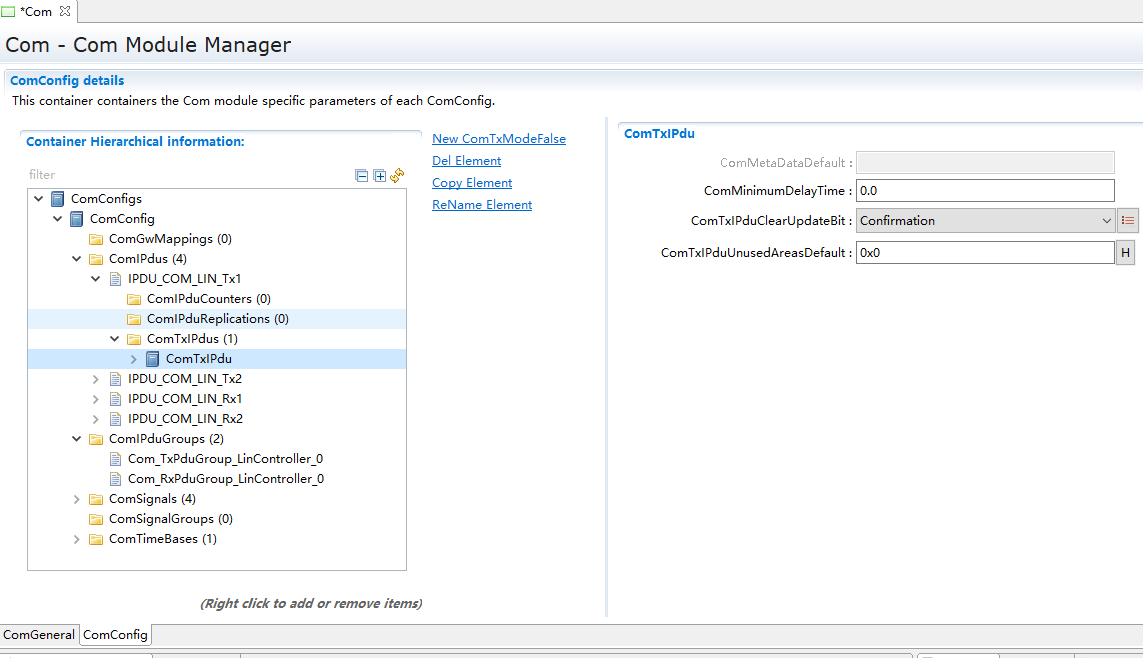 *Com
Com - Com Module Manager
ComConfig details
This container containers the Com module specific parameters of each ComConfig.
Container Hierarchical information:
filter
ComConfigs
ComConfig
ComGwMappings (0)
ComIPdus (4)
IPDU_COM_LIN_Tx1
ComIPduCounters (0)
ComIPduReplications (0)
ComTxIPdus (1)
ComTxIPdu
IPDU_COM_LIN_Tx2
IPDU_COM_LIN_Rx1
IPDU_COM_LIN_Rx2
ComIPduGroups (2)
Com_TxPduGroup_LinController_0
Com_RxPduGroup_LinController_0
ComSignals (4)
ComSignalGroups (0)
ComTimeBases (1)
(Right click to add or remove items)
New ComTxModeFalse
Del Element
Copy Element
ReName Element
ComTxIPdu
ComMetaDataDefault :
ComMinimumDelayTime : 0.0
ComTxIPduClearUpdateBit : Confirmation
ComTxIPduUnusedAreasDefault : 0x0 H
ComGeneral ComConfig